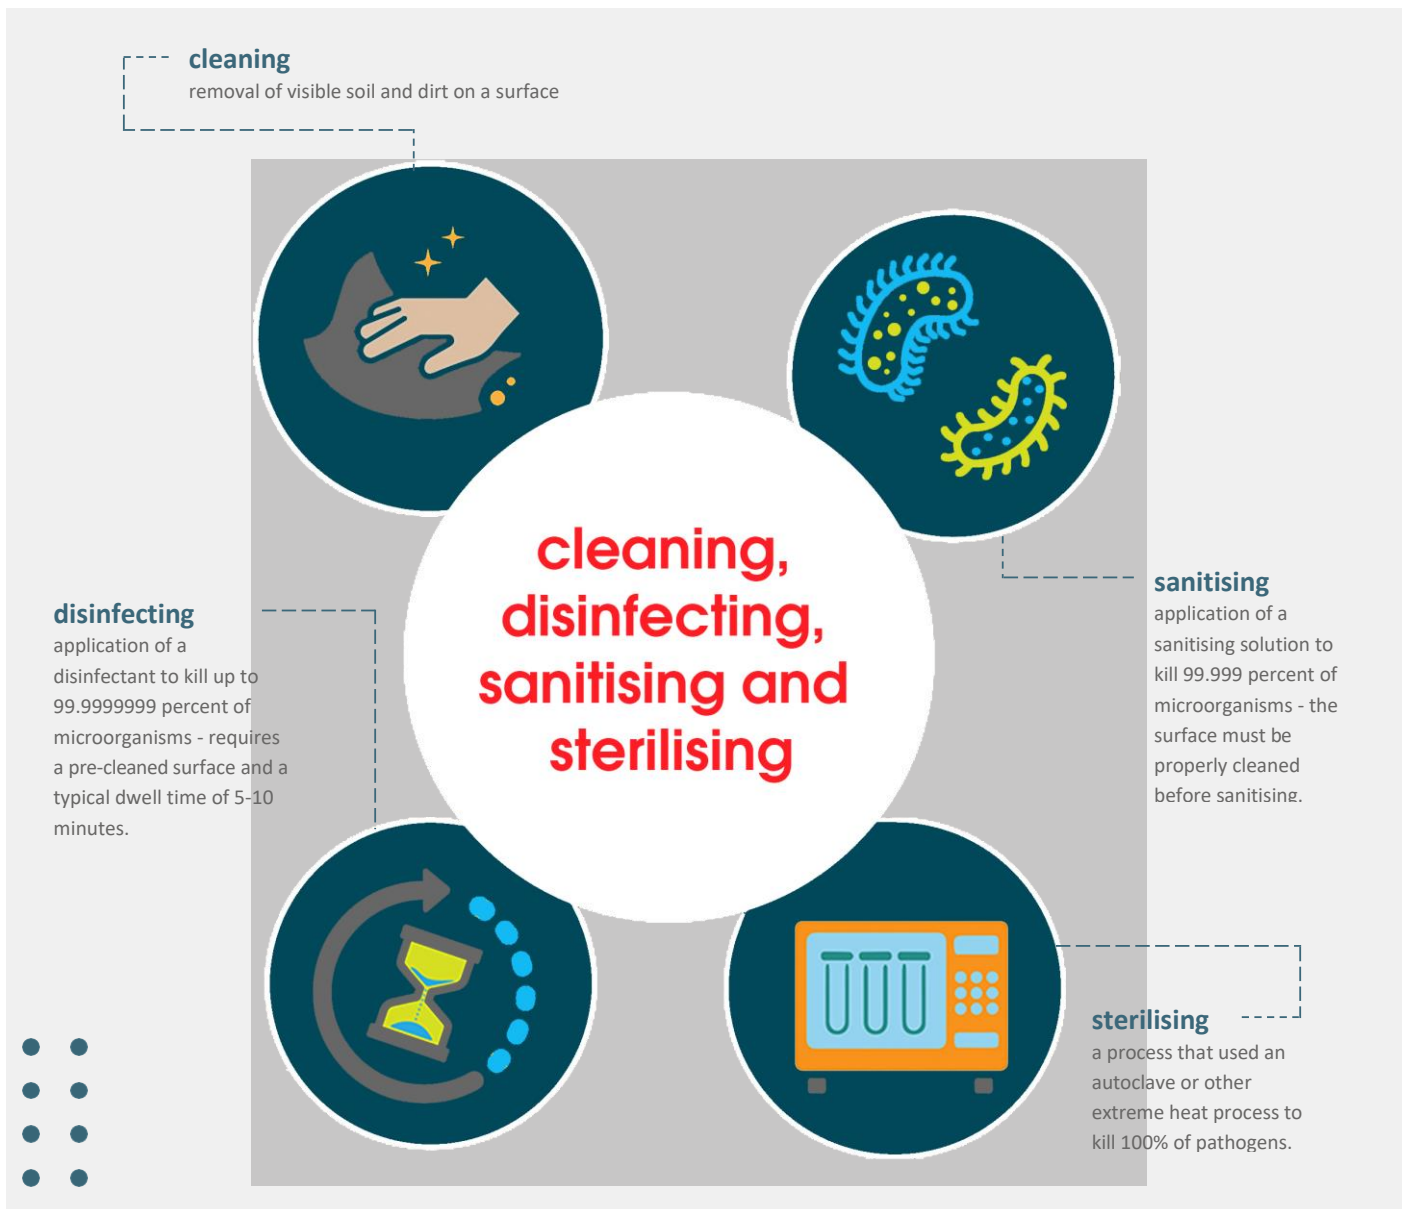 cleaning
removal of visible soil and dirt on a surface
cleaning,
disinfecting,
sanitising and
sterilising
disinfecting
application of a
disinfectant to kill up to
99.9999999 percent of
microorganisms - requires
a pre-cleaned surface and a
typical dwell time of 5-10
minutes.
sanitising
application of a
sanitising solution to
kill 99.999 percent of
microorganisms - the
surface must be
properly cleaned
before sanitising.
sterilising
a process that used an
autoclave or other
extreme heat process to
kill 100% of pathogens.